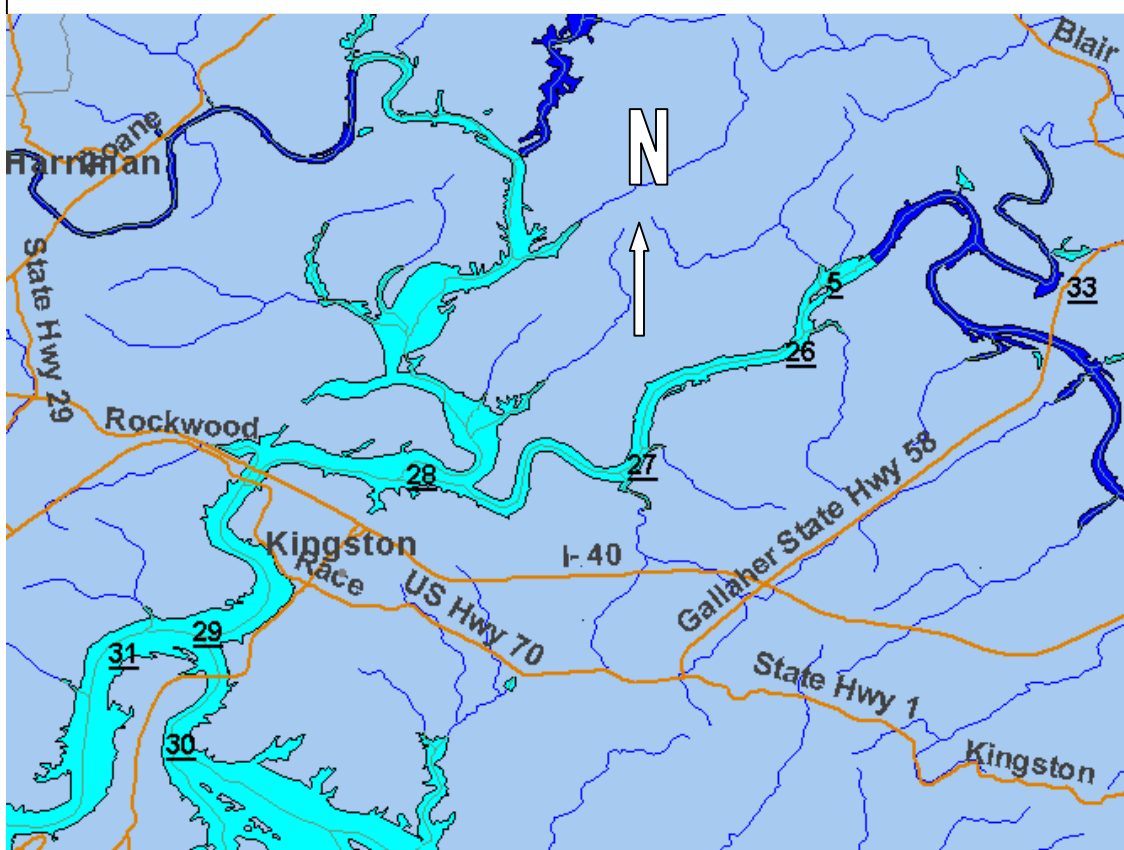 Blair
N
Roane
Harriman
State Hwy 29
5
33
26
Rockwood
27
28
Gallaher State Hwy 58
Kingston
I-40
Race
US Hwy 70
29
31
State Hwy 1
30
Kingston